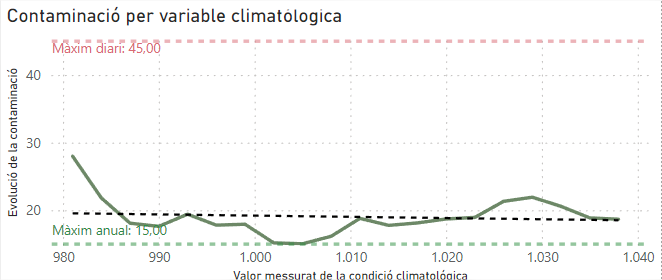 Contaminació per variable climatològica
Màxim diari: 45,00
40
30
20
Màxim anual: 15,00
980
990
1.000
1.010
1.020
1.030
1.040
Evolució de la contaminació
Valor messurat de la condició climatológica